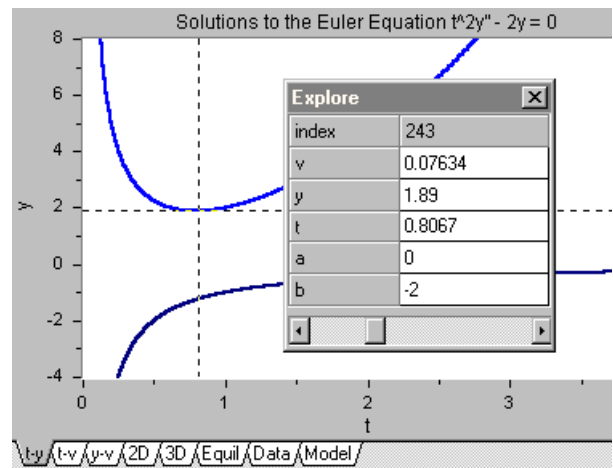 Solutions to the Euler Equation t^2y" - 2y = 0
8
6
4
2
0
-2
-4
y
0
1
2
3
t
Explore
index 243
v 0.07634
y 1.89
t 0.8067
a 0
b -2
t-y t-v y-v 2D 3D Equil Data Model